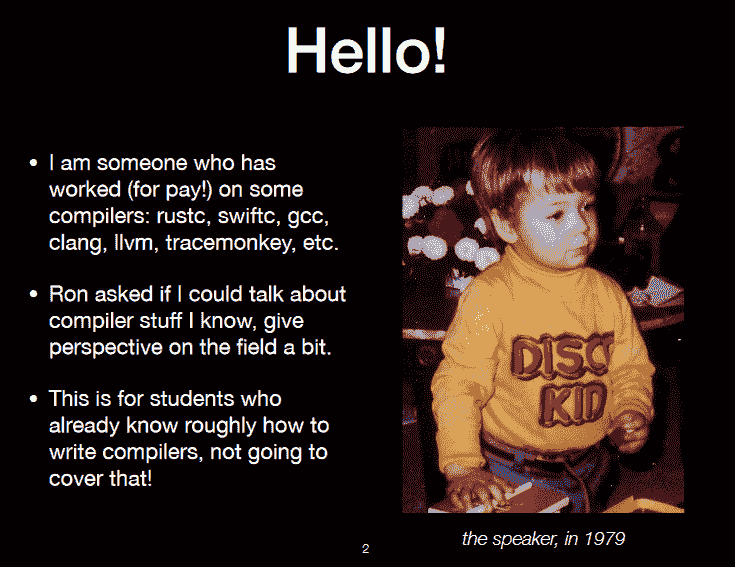 Hello!
• I am someone who has
worked (for pay!) on some
compilers: rustc, swiftc, gcc,
clang, llvm, tracemonkey, etc.
• Ron asked if I could talk about
compiler stuff I know, give
perspective on the field a bit.
• This is for students who
already know roughly how to
write compilers, not going to
cover that!
DISCO
KID
the speaker, in 1979
2